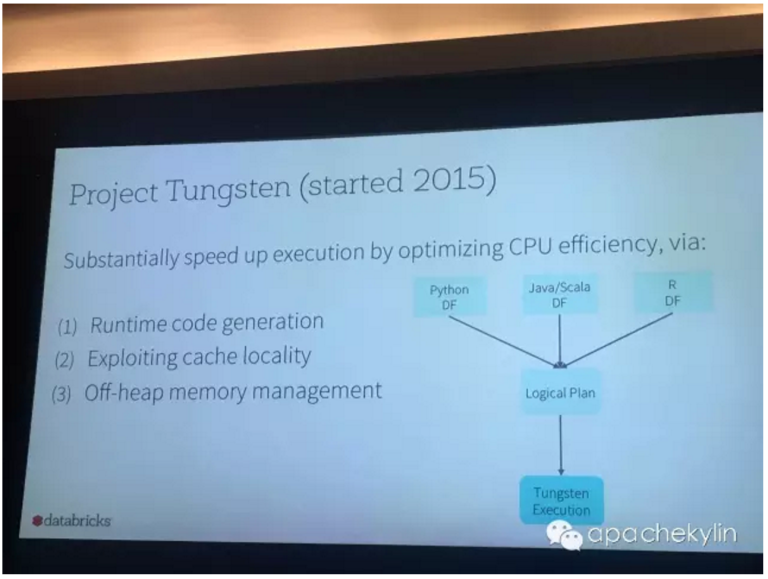 Project Tungsten (started 2015)
Substantially speed up execution by optimizing CPU efficiency, via:
(1) Runtime code generation
(2) Exploiting cache locality
(3) Off-heap memory management
Python
DF
Java/Scala
DF
R
DF
Logical Plan
Tungsten
Execution
databricks
apachekylin